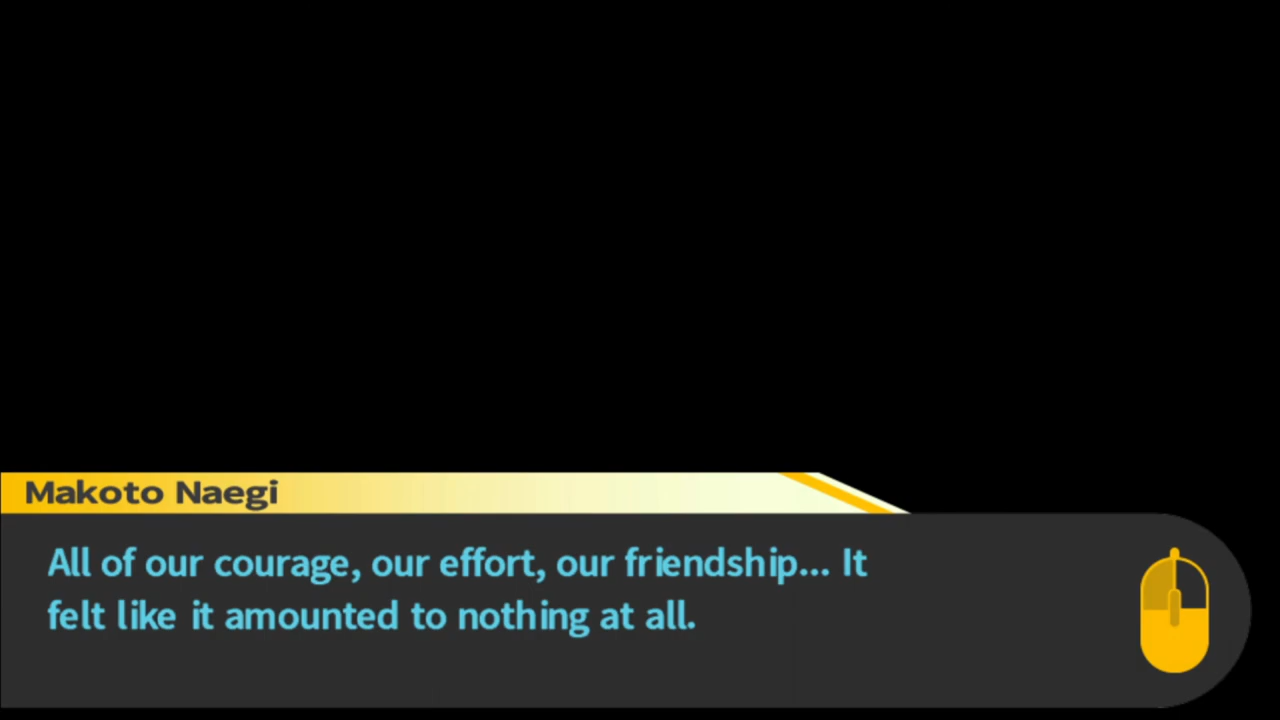 Makoto Naegi
All of our courage, our effort, our friendship... It
felt like it amounted to nothing at all.